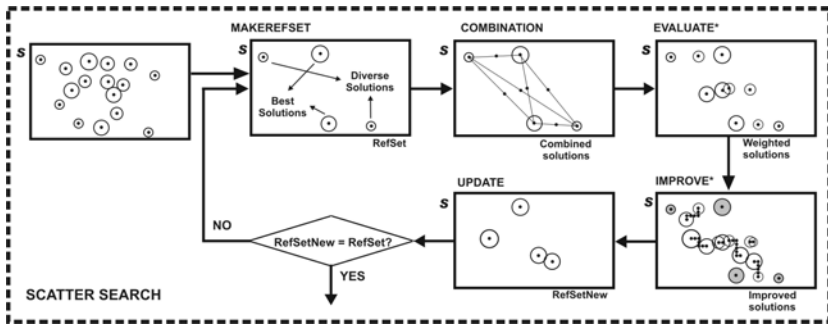 MAKEREFSET
COMBINATION
EVALUATE*
S
S
S
S
Best
Solutions
Diverse
Solutions
RefSet
Combined
solutions
Weighted
solutions
UPDATE
IMPROVE*
S
S
NO
RefSetNew = RefSet?
YES
SCATTER SEARCH
RefSetNew
Improved
solutions